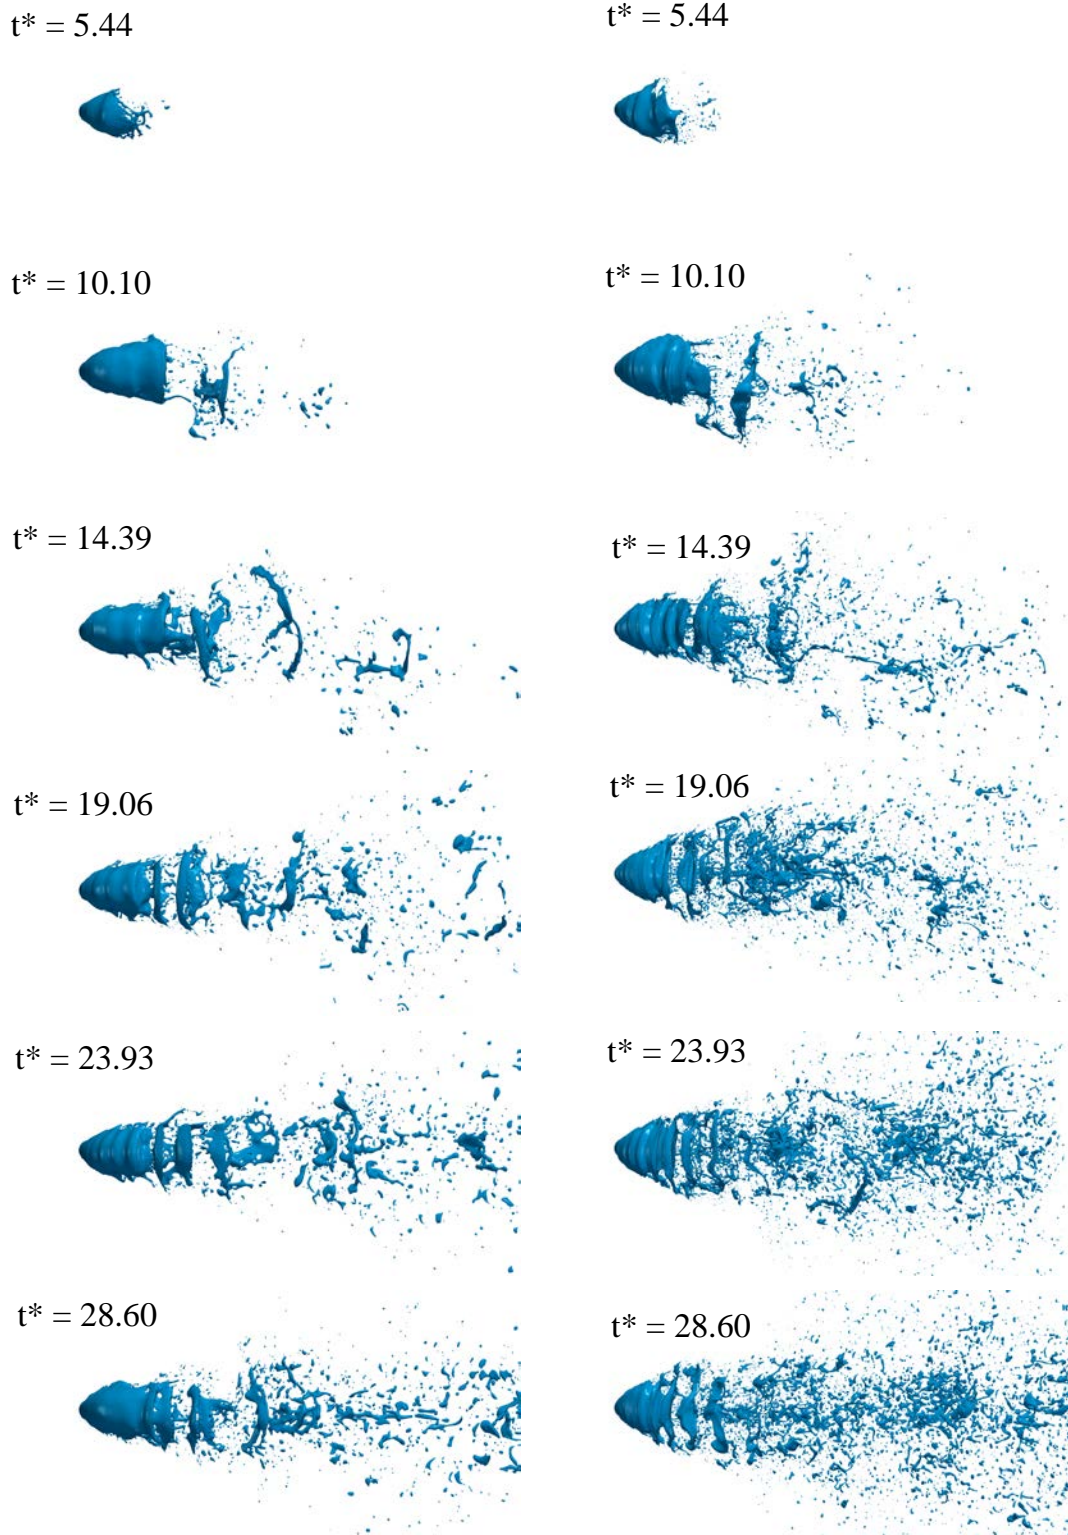 t* = 5.44
t* = 5.44
t* = 10.10
t* = 10.10
t* = 14.39
t* = 14.39
t* = 19.06
t* = 19.06
t* = 23.93
t* = 23.93
t* = 28.60
t* = 28.60